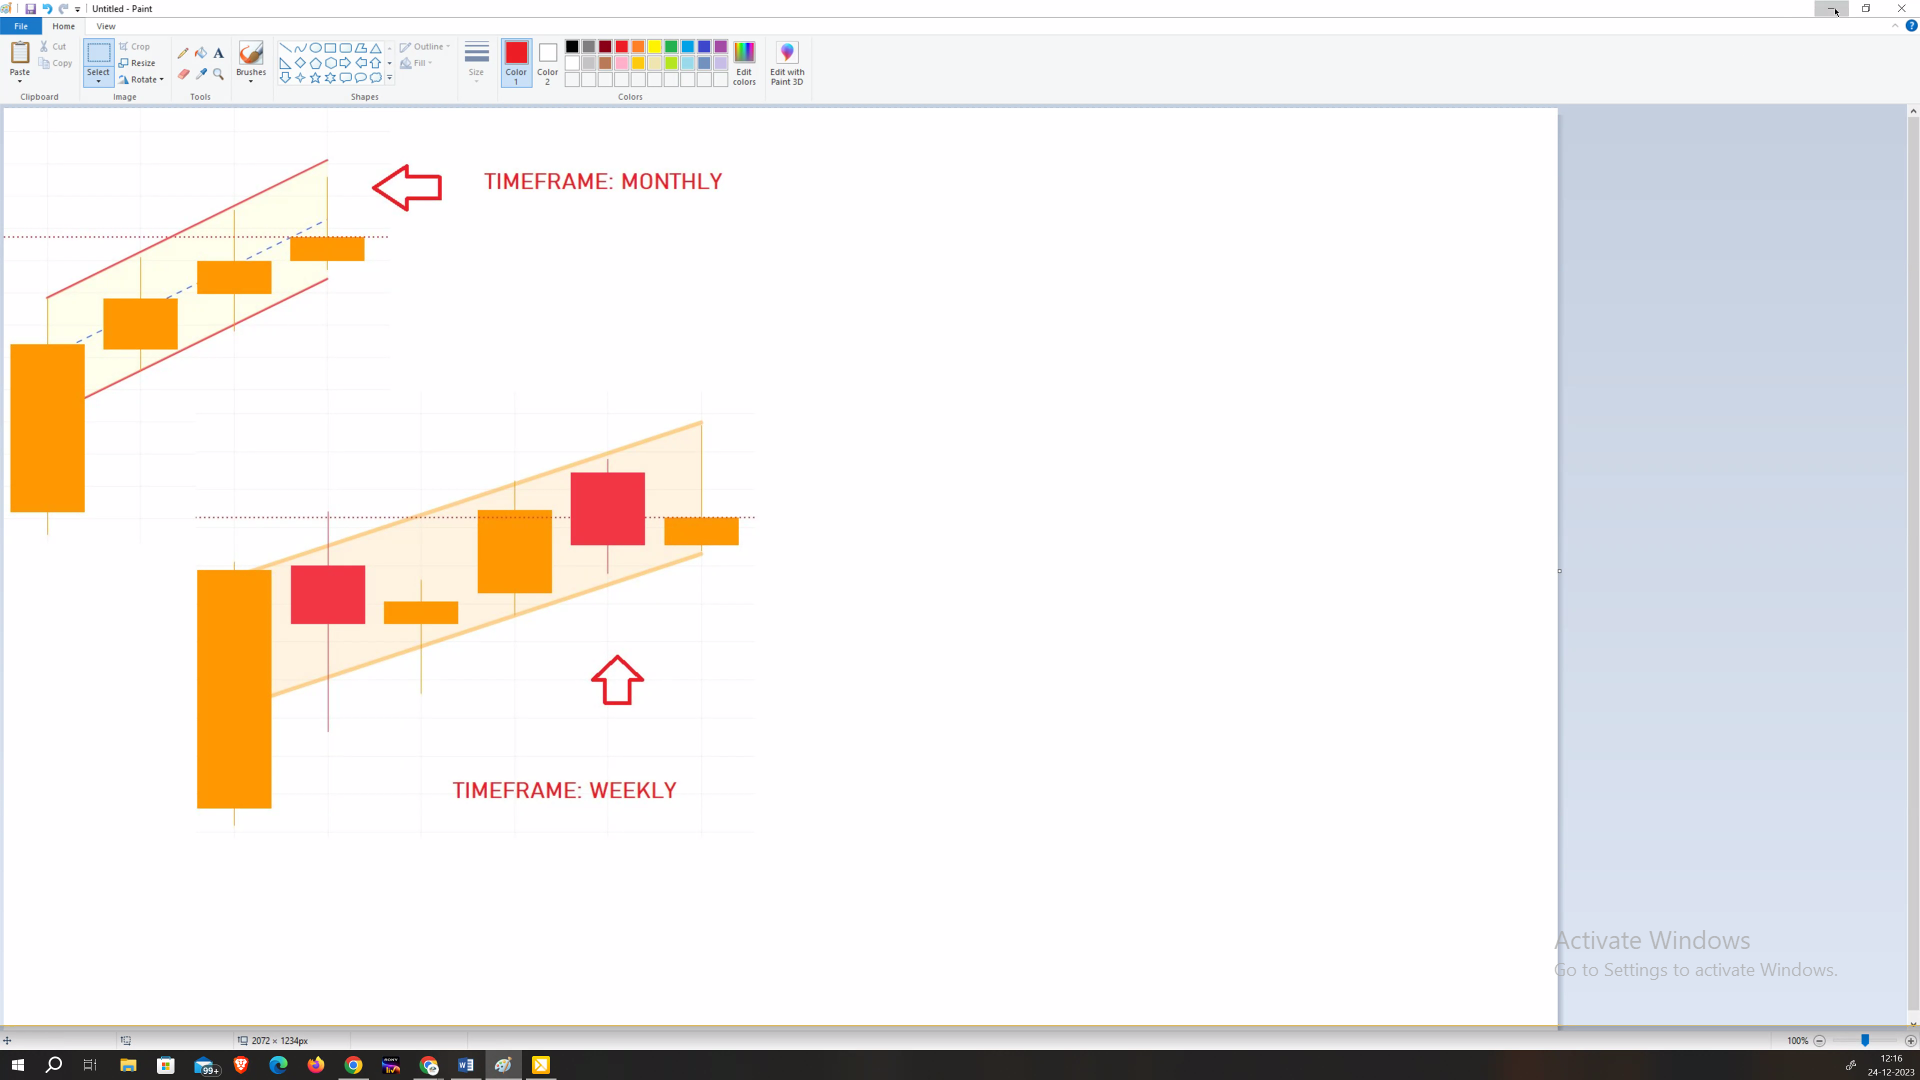 Untitled - Paint
File Home View
Paste
Cut
Copy
Clipboard
Select
Crop
Resize
Rotate
Image
Tools
Brushes
Shapes
Outline
Fill
Size
Color 1
Color 2
Colors
Edit colors
Edit with Paint 3D
TIMEFRAME: MONTHLY
TIMEFRAME: WEEKLY
Activate Windows
Go to Settings to activate Windows.
2072 × 1234px
100%
99+
12:16
24-12-2023